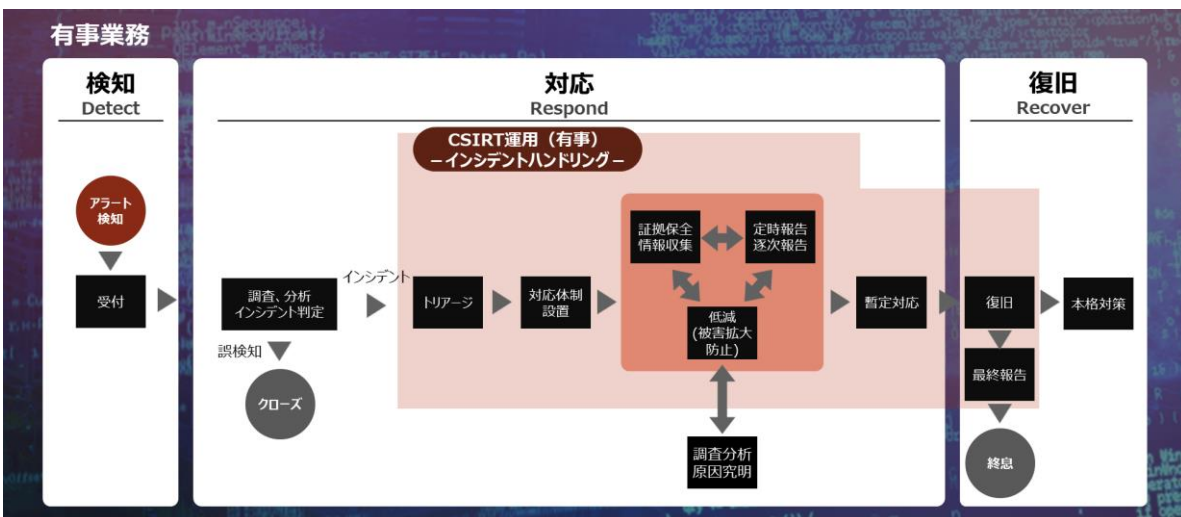 有事業務
検知
Detect
アラート
検知
受付
対応
Respond
CSIRT運用（有事）
－インシデントハンドリング－
調査、分析
インシデント判定
インシデント
誤検知
クローズ
トリアージ
対応体制
設置
証拠保全
情報収集
定時報告
逐次報告
低減
(被害拡大
防止)
調査分析
原因究明
暫定対応
復旧
Recover
復旧
本格対策
最終報告
終息